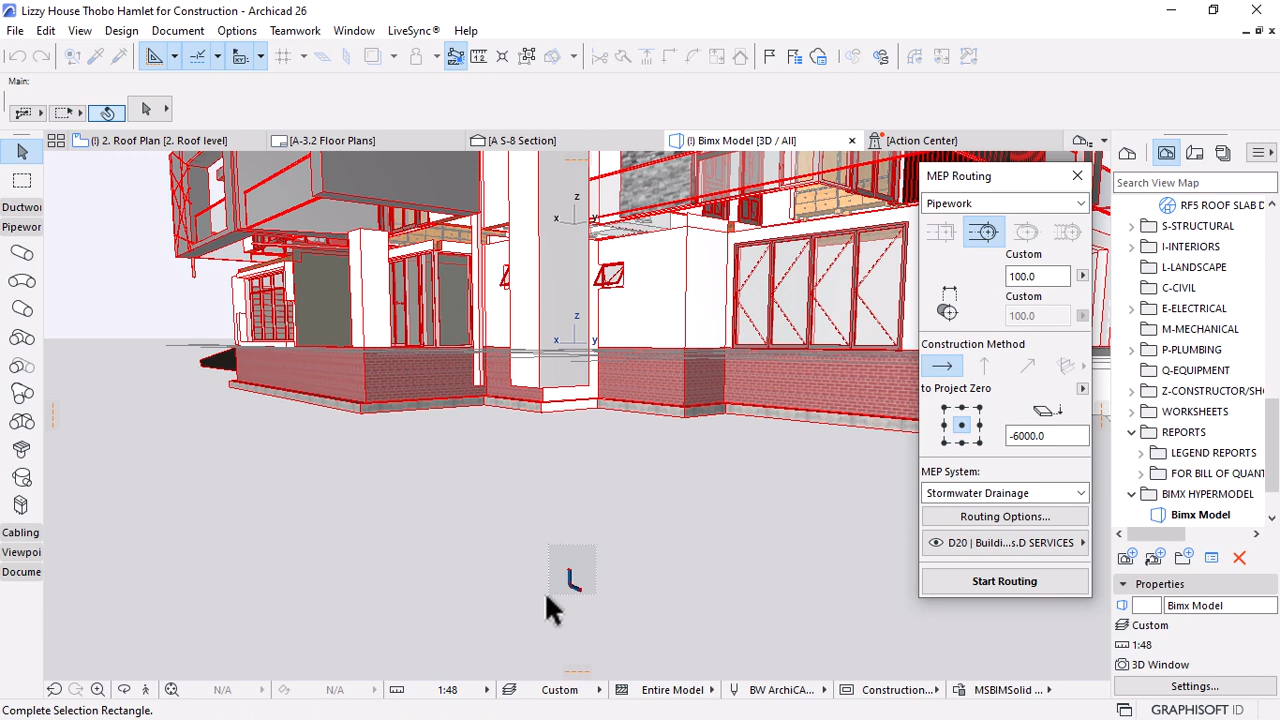 Lizzy House Thobo Hamlet for Construction - Archicad 26
File Edit View Design Document Options Teamwork Window LiveSync® Help
Main:
(!) 2. Roof Plan [2. Roof level] [A-3.2 Floor Plans] [A S-8 Section] (!) Bimx Model [3D / All] [Action Center]
Ductwor
Pipewor
Cabling
Viewpoi
Docume
z
x y
z
x y
MEP Routing
Pipework
Custom
100.0
Custom
100.0
Construction Method
to Project Zero
-6000.0
MEP System:
Stormwater Drainage
Routing Options...
D20 | Buildi...s.D SERVICES
Start Routing
Search View Map
RF5 ROOF SLAB D
S-STRUCTURAL
I-INTERIORS
L-LANDSCAPE
C-CIVIL
E-ELECTRICAL
M-MECHANICAL
P-PLUMBING
Q-EQUIPMENT
Z-CONSTRUCTOR/SH
WORKSHEETS
REPORTS
LEGEND REPORTS
FOR BILL OF QUANT
BIMX HYPERMODEL
Bimx Model
Properties
Bimx Model
Custom
1:48
3D Window
Settings...
N/A N/A 1:48 Custom Entire Model BW ArchiCA... Construction... MSBIMSolid ...
Complete Selection Rectangle.
GRAPHISOFT ID